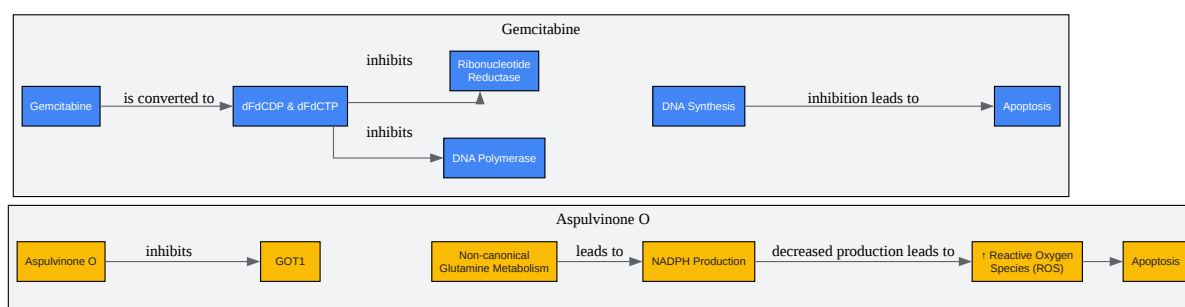 Gemcitabine
inhibits
Ribonucleotide
Reductase
Gemcitabine
is converted to
dFdCDP & dFdCTP
DNA Synthesis
inhibition leads to
Apoptosis
inhibits
DNA Polymerase
Aspulvinone O
Aspulvinone O
inhibits
GOT1
Non-canonical
Glutamine Metabolism
leads to
NADPH Production
decreased production leads to
↑ Reactive Oxygen
Species (ROS)
Apoptosis